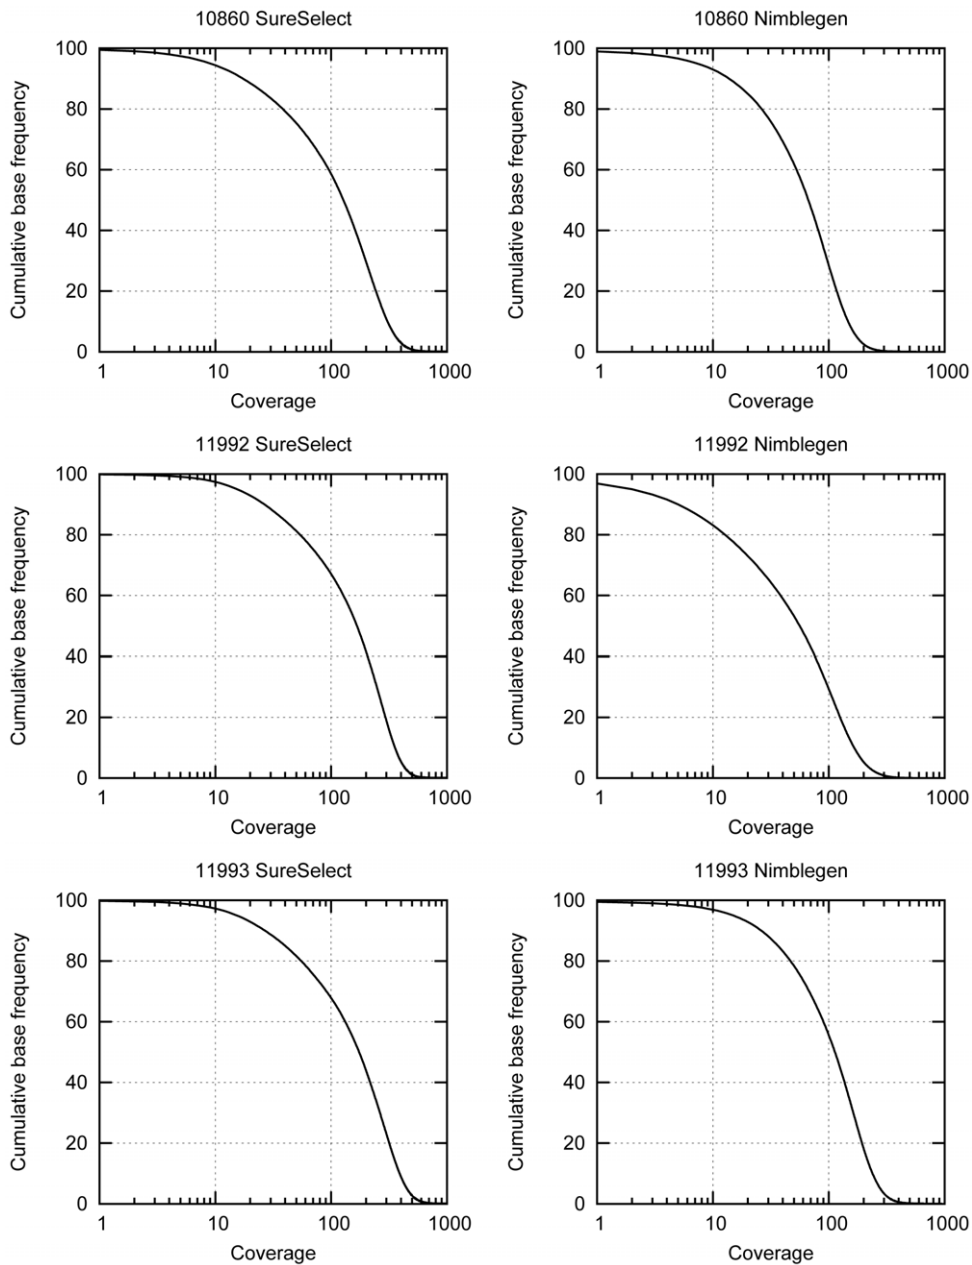 10860 SureSelect
Cumulative base frequency
100
80
60
40
20
0
1 10 100 1000
Coverage
10860 Nimblegen
Cumulative base frequency
100
80
60
40
20
0
1 10 100 1000
Coverage
11992 SureSelect
Cumulative base frequency
100
80
60
40
20
0
1 10 100 1000
Coverage
11992 Nimblegen
Cumulative base frequency
100
80
60
40
20
0
1 10 100 1000
Coverage
11993 SureSelect
Cumulative base frequency
100
80
60
40
20
0
1 10 100 1000
Coverage
11993 Nimblegen
Cumulative base frequency
100
80
60
40
20
0
1 10 100 1000
Coverage